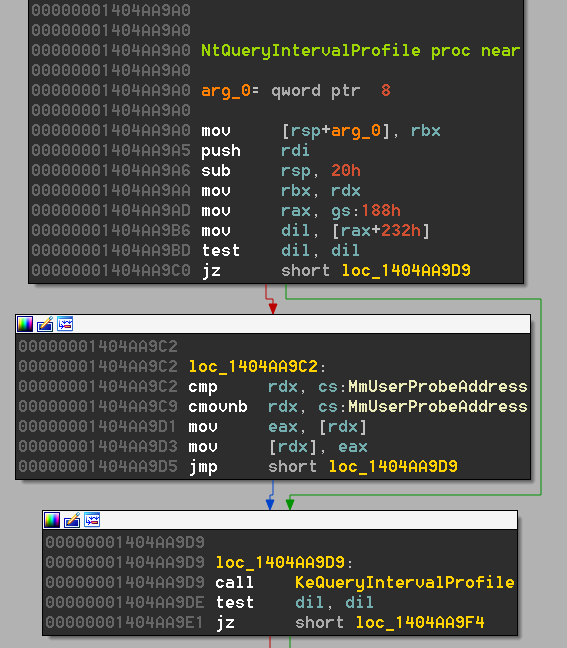 00000001404AA9A0
00000001404AA9A0
00000001404AA9A0 NtQueryIntervalProfile proc near
00000001404AA9A0
00000001404AA9A0 arg_0= qword ptr  8
00000001404AA9A0
00000001404AA9A0 mov     [rsp+arg_0], rbx
00000001404AA9A5 push    rdi
00000001404AA9A6 sub     rsp, 20h
00000001404AA9AA mov     rbx, rdx
00000001404AA9AD mov     rax, gs:188h
00000001404AA9B6 mov     dil, [rax+232h]
00000001404AA9BD test    dil, dil
00000001404AA9C0 jz      short loc_1404AA9D9
00000001404AA9C2
00000001404AA9C2 loc_1404AA9C2:
00000001404AA9C2 cmp     rdx, cs:MmUserProbeAddress
00000001404AA9C9 cmovnb  rdx, cs:MmUserProbeAddress
00000001404AA9D1 mov     eax, [rdx]
00000001404AA9D3 mov     [rdx], eax
00000001404AA9D5 jmp     short loc_1404AA9D9
00000001404AA9D9
00000001404AA9D9 loc_1404AA9D9:
00000001404AA9D9 call    KeQueryIntervalProfile
00000001404AA9DE test    dil, dil
00000001404AA9E1 jz      short loc_1404AA9F4